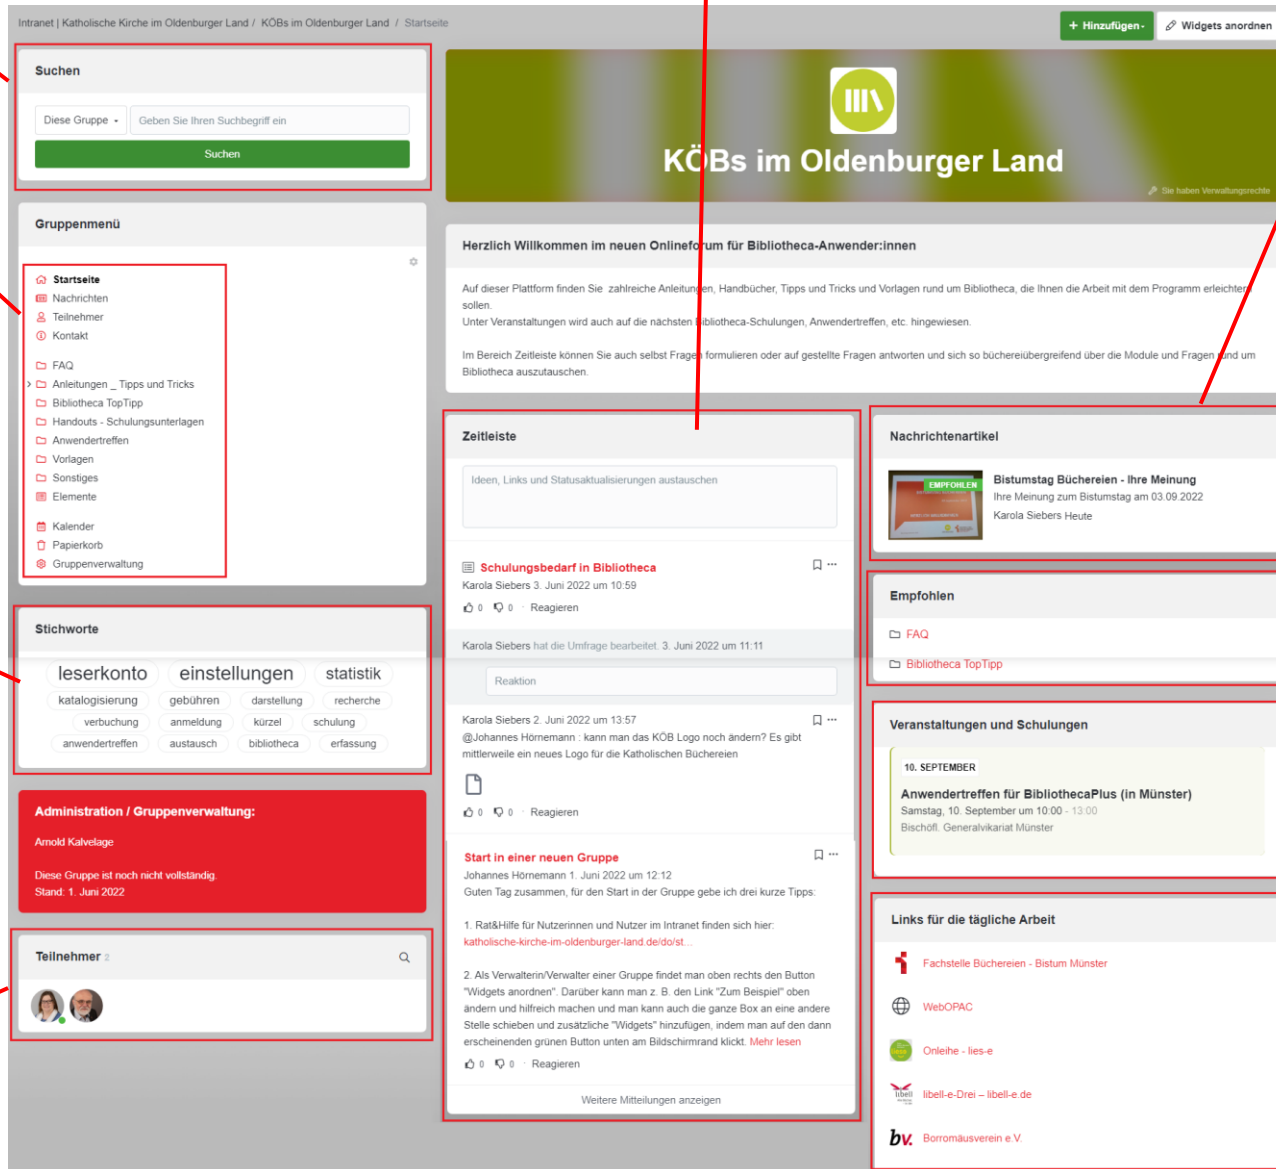 Intranet | Katholische Kirche im Oldenburger Land / KÖBs im Oldenburger Land / Startseite
+ Hinzufügen
Widgets anordnen
Suchen
Diese Gruppe
Geben Sie Ihren Suchbegriff ein
Suchen
KÖBs im Oldenburger Land
Sie haben Verwaltungsrechte
Gruppenmenü
Startseite
Nachrichten
Teilnehmer
Kontakt
FAQ
Anleitungen _ Tipps und Tricks
Bibliotheca TopTipp
Handouts - Schulungsunterlagen
Anwendertreffen
Vorlagen
Sonstiges
Elemente
Kalender
Papierkorb
Gruppenverwaltung
Stichworte
leserkonto einstellungen statistik
katalogisierung gebühren darstellung recherche
verbuchung anmeldung kürzel schulung
anwendertreffen austausch bibliotheca erfassung
Administration / Gruppenverwaltung:
Arnold Kalvelage
Diese Gruppe ist noch nicht vollständig.
Stand: 1. Juni 2022
Teilnehmer 2
Herzlich Willkommen im neuen Onlineforum für Bibliotheca-Anwender:innen
Auf dieser Plattform finden Sie zahlreiche Anleitungen, Handbücher, Tipps und Tricks und Vorlagen rund um Bibliotheca, die Ihnen die Arbeit mit dem Programm erleichtern
sollen.
Unter Veranstaltungen wird auch auf die nächsten Bibliotheca-Schulungen, Anwendertreffen, etc. hingewiesen.
Im Bereich Zeitleiste können Sie auch selbst Fragen formulieren oder auf gestellte Fragen antworten und sich so büchereiübergreifend über die Module und Fragen rund um
Bibliotheca auszutauschen.
Zeitleiste
Ideen, Links und Statusaktualisierungen austauschen
Schulungsbedarf in Bibliotheca
Karola Siebers 3. Juni 2022 um 10:59
0 0 · Reagieren
Karola Siebers hat die Umfrage bearbeitet. 3. Juni 2022 um 11:11
Reaktion
Karola Siebers 2. Juni 2022 um 13:57
@Johannes Hörnemann : kann man das KÖB Logo noch ändern? Es gibt
mittlerweile ein neues Logo für die Katholischen Büchereien
0 0 · Reagieren
Start in einer neuen Gruppe
Johannes Hörnemann 1. Juni 2022 um 12:12
Guten Tag zusammen, für den Start in der Gruppe gebe ich drei kurze Tipps:
1. Rat&Hilfe für Nutzerinnen und Nutzer im Intranet finden sich hier:
katholische-kirche-im-oldenburger-land.de/do/st...
2. Als Verwalterin/Verwalter einer Gruppe findet man oben rechts den Button
"Widgets anordnen". Darüber kann man z. B. den Link "Zum Beispiel" oben
ändern und hilfreich machen und man kann auch die ganze Box an eine andere
Stelle schieben und zusätzliche "Widgets" hinzufügen, indem man auf den dann
erscheinenden grünen Button unten am Bildschirmrand klickt. Mehr lesen
0 0 · Reagieren
Weitere Mitteilungen anzeigen
Nachrichtenartikel
EMPFOHLEN
Bistumstag Büchereien - Ihre Meinung
Ihre Meinung zum Bistumstag am 03.09.2022
Karola Siebers Heute
Empfohlen
FAQ
Bibliotheca TopTipp
Veranstaltungen und Schulungen
10. SEPTEMBER
Anwendertreffen für BibliothecaPlus (in Münster)
Samstag, 10. September um 10:00 - 13:00
Bischöfl. Generalvikariat Münster
Links für die tägliche Arbeit
Fachstelle Büchereien - Bistum Münster
WebOPAC
Onleihe - lies-e
libell
libell-e-Drei – libell-e.de
bv.
Borromäusverein e.V.